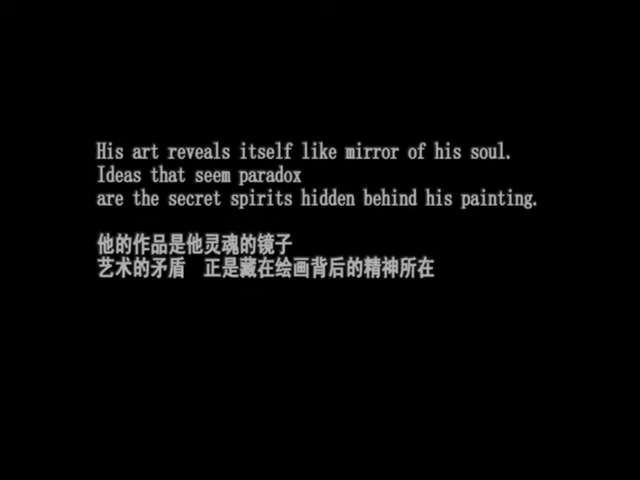 His art reveals itself like mirror of his soul.
Ideas that seem paradox
are the secret spirits hidden behind his painting.
他的作品是他灵魂的镜子
艺术的矛盾 正是藏在绘画背后的精神所在